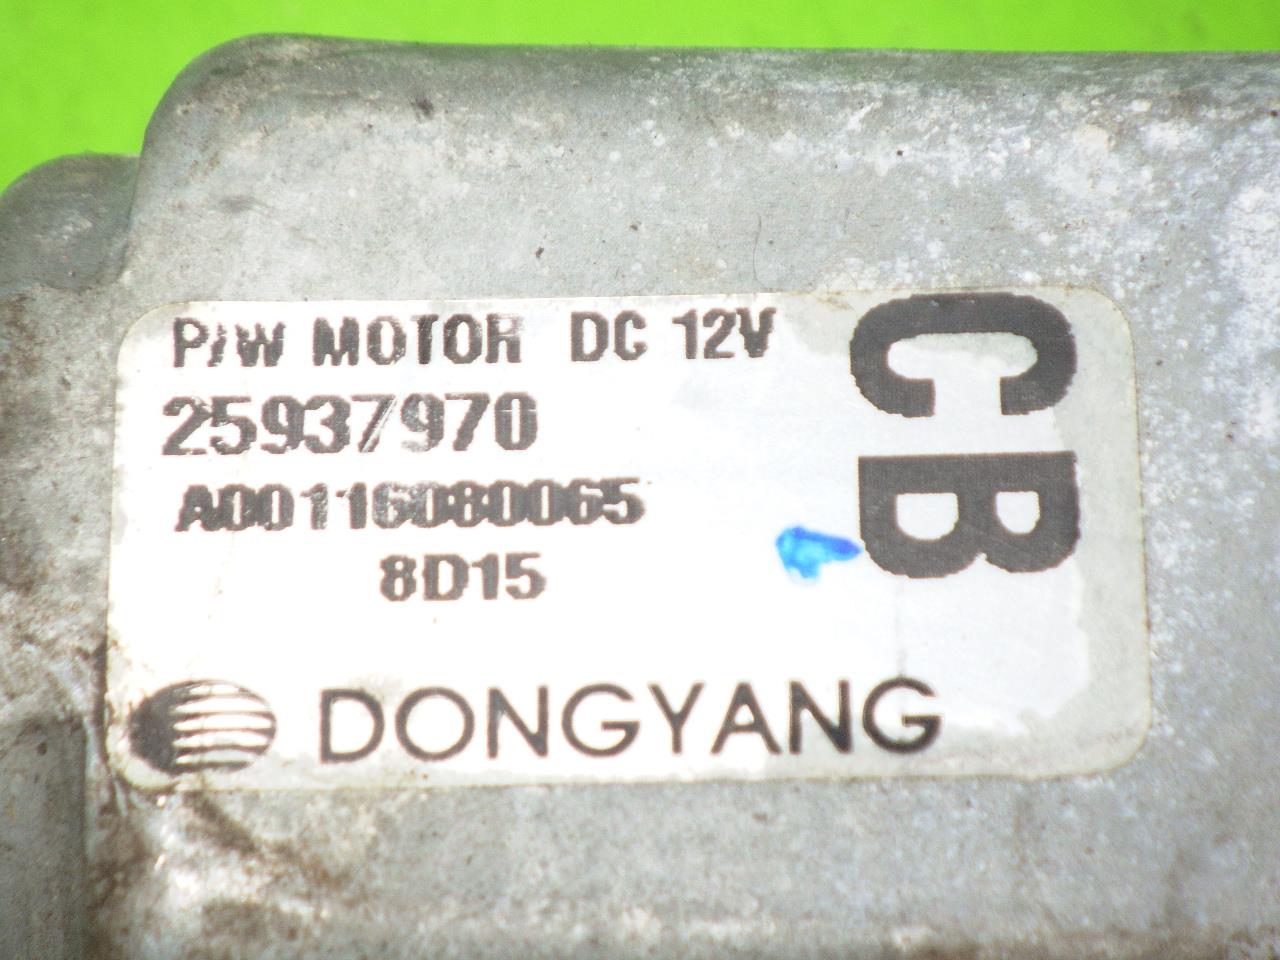 P/W MOTOR DC 12V
25937970
A00116080065
8D15
CB
DONGYANG